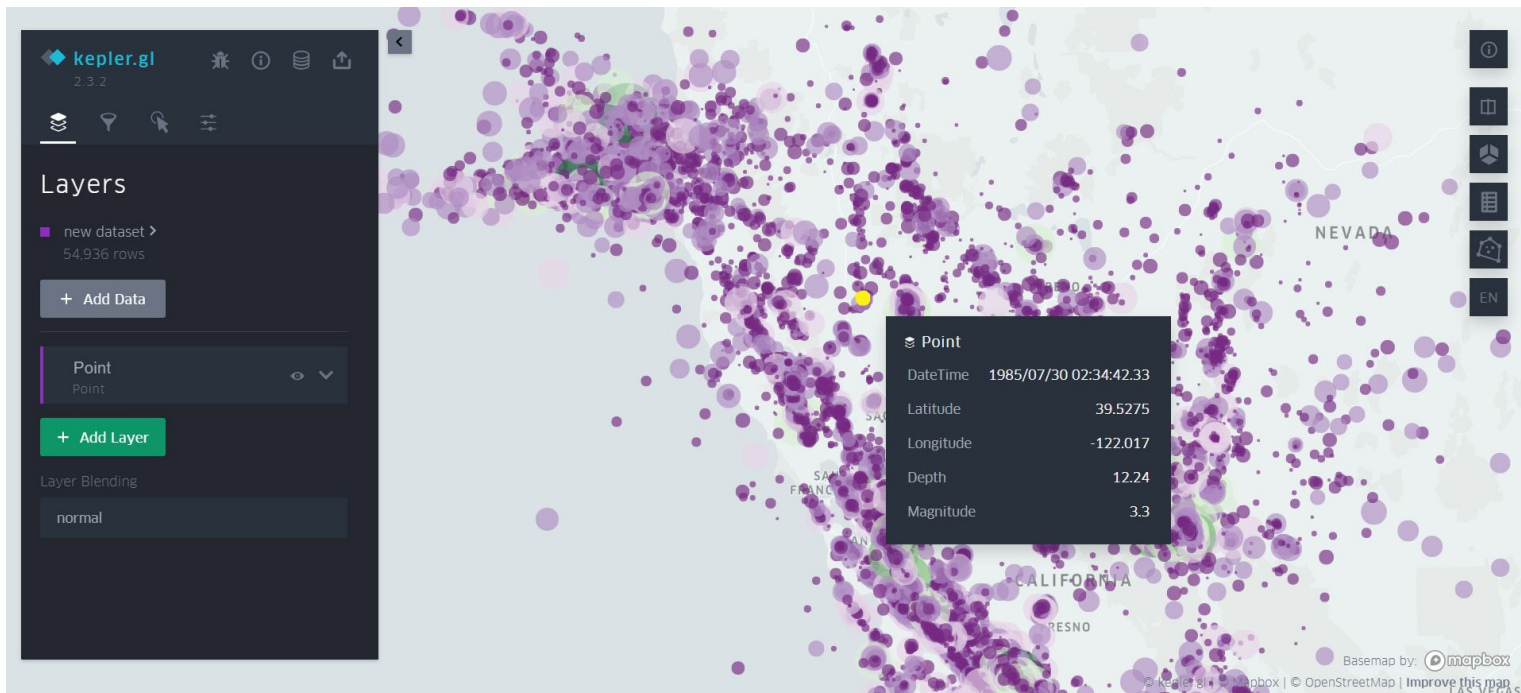 kepler.gl
2.3.2
Layers
new dataset
54,936 rows
+ Add Data
Point
Point
+ Add Layer
Layer Blending
normal
NEVADA
EN
Point
DateTime 1985/07/30 02:34:42.33
Latitude 39.5275
Longitude -122.017
Depth 12.24
Magnitude 3.3
CALIFORNIA
Basemap by: mapbox
© kepler.gl | © Mapbox | © OpenStreetMap | Improve this map